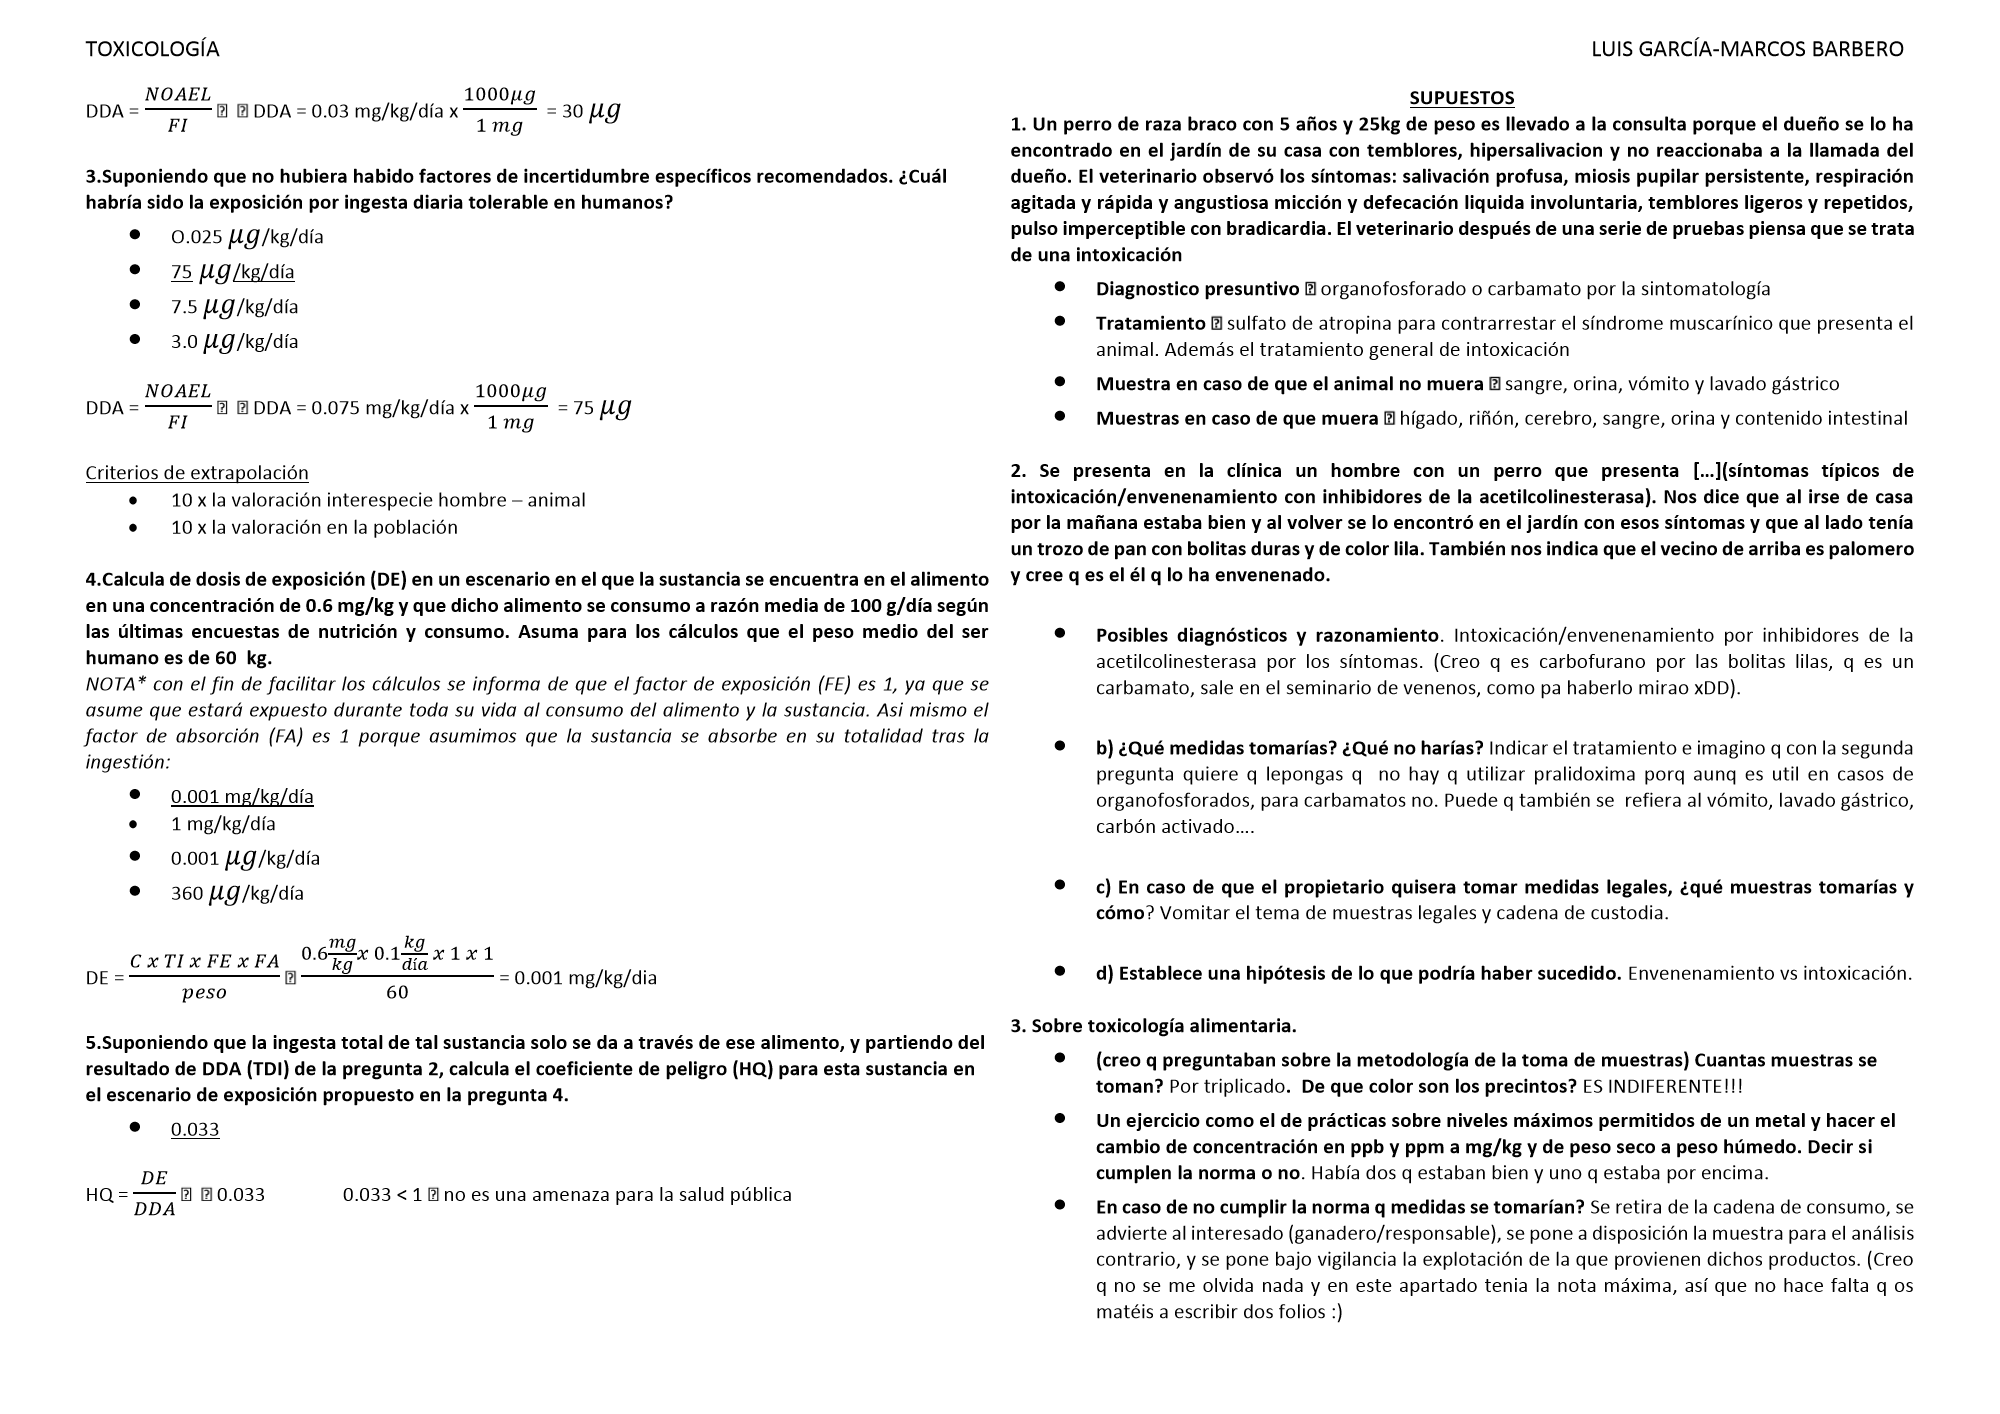 TOXICOLOGÍA
LUIS GARCÍA-MARCOS BARBERO
DDA = NOAEL/FI DDA = 0.03 mg/kg/día x 1000μg/1 mg = 30 μg
3.Suponiendo que no hubiera habido factores de incertidumbre específicos recomendados. ¿Cuál
habría sido la exposición por ingesta diaria tolerable en humanos?
● O.025 μg/kg/día
● 75 μg/kg/día
● 7.5 μg/kg/día
● 3.0 μg/kg/día
DDA = NOAEL/FI DDA = 0.075 mg/kg/día x 1000μg/1 mg = 75 μg
Criterios de extrapolación
• 10 x la valoración interespecie hombre – animal
• 10 x la valoración en la población
4.Calcula de dosis de exposición (DE) en un escenario en el que la sustancia se encuentra en el alimento
en una concentración de 0.6 mg/kg y que dicho alimento se consumo a razón media de 100 g/día según
las últimas encuestas de nutrición y consumo. Asuma para los cálculos que el peso medio del ser
humano es de 60 kg.
NOTA* con el fin de facilitar los cálculos se informa de que el factor de exposición (FE) es 1, ya que se
asume que estará expuesto durante toda su vida al consumo del alimento y la sustancia. Asi mismo el
factor de absorción (FA) es 1 porque asumimos que la sustancia se absorbe en su totalidad tras la
ingestión:
● 0.001 mg/kg/día
• 1 mg/kg/día
● 0.001 μg/kg/día
● 360 μg/kg/día
DE = C x TI x FE x FA/peso 0.6 mg/kg x 0.1 kg/día x 1 x 1/60 = 0.001 mg/kg/dia
5.Suponiendo que la ingesta total de tal sustancia solo se da a través de ese alimento, y partiendo del
resultado de DDA (TDI) de la pregunta 2, calcula el coeficiente de peligro (HQ) para esta sustancia en
el escenario de exposición propuesto en la pregunta 4.
● 0.033
HQ = DE/DDA 0.033 0.033 < 1 no es una amenaza para la salud pública
SUPUESTOS
1. Un perro de raza braco con 5 años y 25kg de peso es llevado a la consulta porque el dueño se lo ha
encontrado en el jardín de su casa con temblores, hipersalivacion y no reaccionaba a la llamada del
dueño. El veterinario observó los síntomas: salivación profusa, miosis pupilar persistente, respiración
agitada y rápida y angustiosa micción y defecación liquida involuntaria, temblores ligeros y repetidos,
pulso imperceptible con bradicardia. El veterinario después de una serie de pruebas piensa que se trata
de una intoxicación
● Diagnostico presuntivo organofosforado o carbamato por la sintomatología
● Tratamiento sulfato de atropina para contrarrestar el síndrome muscarínico que presenta el
animal. Además el tratamiento general de intoxicación
● Muestra en caso de que el animal no muera sangre, orina, vómito y lavado gástrico
● Muestras en caso de que muera hígado, riñón, cerebro, sangre, orina y contenido intestinal
2. Se presenta en la clínica un hombre con un perro que presenta [...](síntomas típicos de
intoxicación/envenenamiento con inhibidores de la acetilcolinesterasa). Nos dice que al irse de casa
por la mañana estaba bien y al volver se lo encontró en el jardín con esos síntomas y que al lado tenía
un trozo de pan con bolitas duras y de color lila. También nos indica que el vecino de arriba es palomero
y cree q es el él q lo ha envenenado.
● Posibles diagnósticos y razonamiento. Intoxicación/envenenamiento por inhibidores de la
acetilcolinesterasa por los síntomas. (Creo q es carbofurano por las bolitas lilas, q es un
carbamato, sale en el seminario de venenos, como pa haberlo mirao xDD).
● b) ¿Qué medidas tomarías? ¿Qué no harías? Indicar el tratamiento e imagino q con la segunda
pregunta quiere q lepongas q no hay q utilizar pralidoxima porq aunq es util en casos de
organofosforados, para carbamatos no. Puede q también se refiera al vómito, lavado gástrico,
carbón activado….
● c) En caso de que el propietario quisera tomar medidas legales, ¿qué muestras tomarías y
cómo? Vomitar el tema de muestras legales y cadena de custodia.
● d) Establece una hipótesis de lo que podría haber sucedido. Envenenamiento vs intoxicación.
3. Sobre toxicología alimentaria.
● (creo q preguntaban sobre la metodología de la toma de muestras) Cuantas muestras se
toman? Por triplicado. De que color son los precintos? ES INDIFERENTE!!!
● Un ejercicio como el de prácticas sobre niveles máximos permitidos de un metal y hacer el
cambio de concentración en ppb y ppm a mg/kg y de peso seco a peso húmedo. Decir si
cumplen la norma o no. Había dos q estaban bien y uno q estaba por encima.
● En caso de no cumplir la norma q medidas se tomarían? Se retira de la cadena de consumo, se
advierte al interesado (ganadero/responsable), se pone a disposición la muestra para el análisis
contrario, y se pone bajo vigilancia la explotación de la que provienen dichos productos. (Creo
q no se me olvida nada y en este apartado tenia la nota máxima, así que no hace falta q os
matéis a escribir dos folios :)